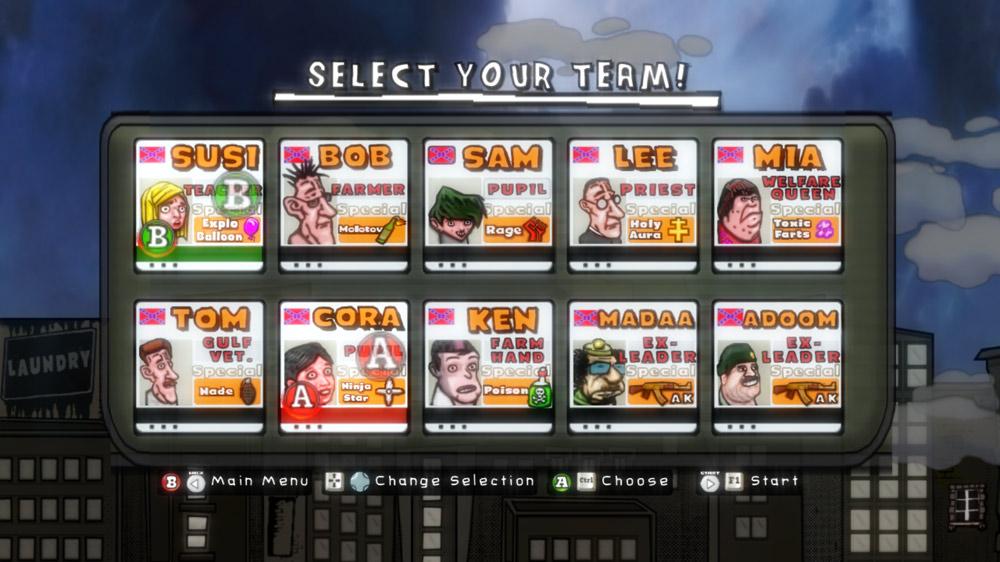 SELECT YOUR TEAM!
SUSI
TEACHER
B
Special
B
Explo
Balloon
BOB
FARMER
Special
Molotov
SAM
PUPIL
Special
Rage
LEE
PRIEST
Special
Holy
Aura
MIA
WELFARE
QUEEN
Special
Toxic
Farts
TOM
GULF
VET.
Special
Nade
CORA
A
Special
A
Ninja
Star
KEN
FARM
HAND
Special
Poison
MADAA
EX-
LEADER
Special
AK
ADOOM
EX-
LEADER
Special
AK
LAUNDRY
B BACK Main Menu Change Selection A Ctrl Choose START F1 Start